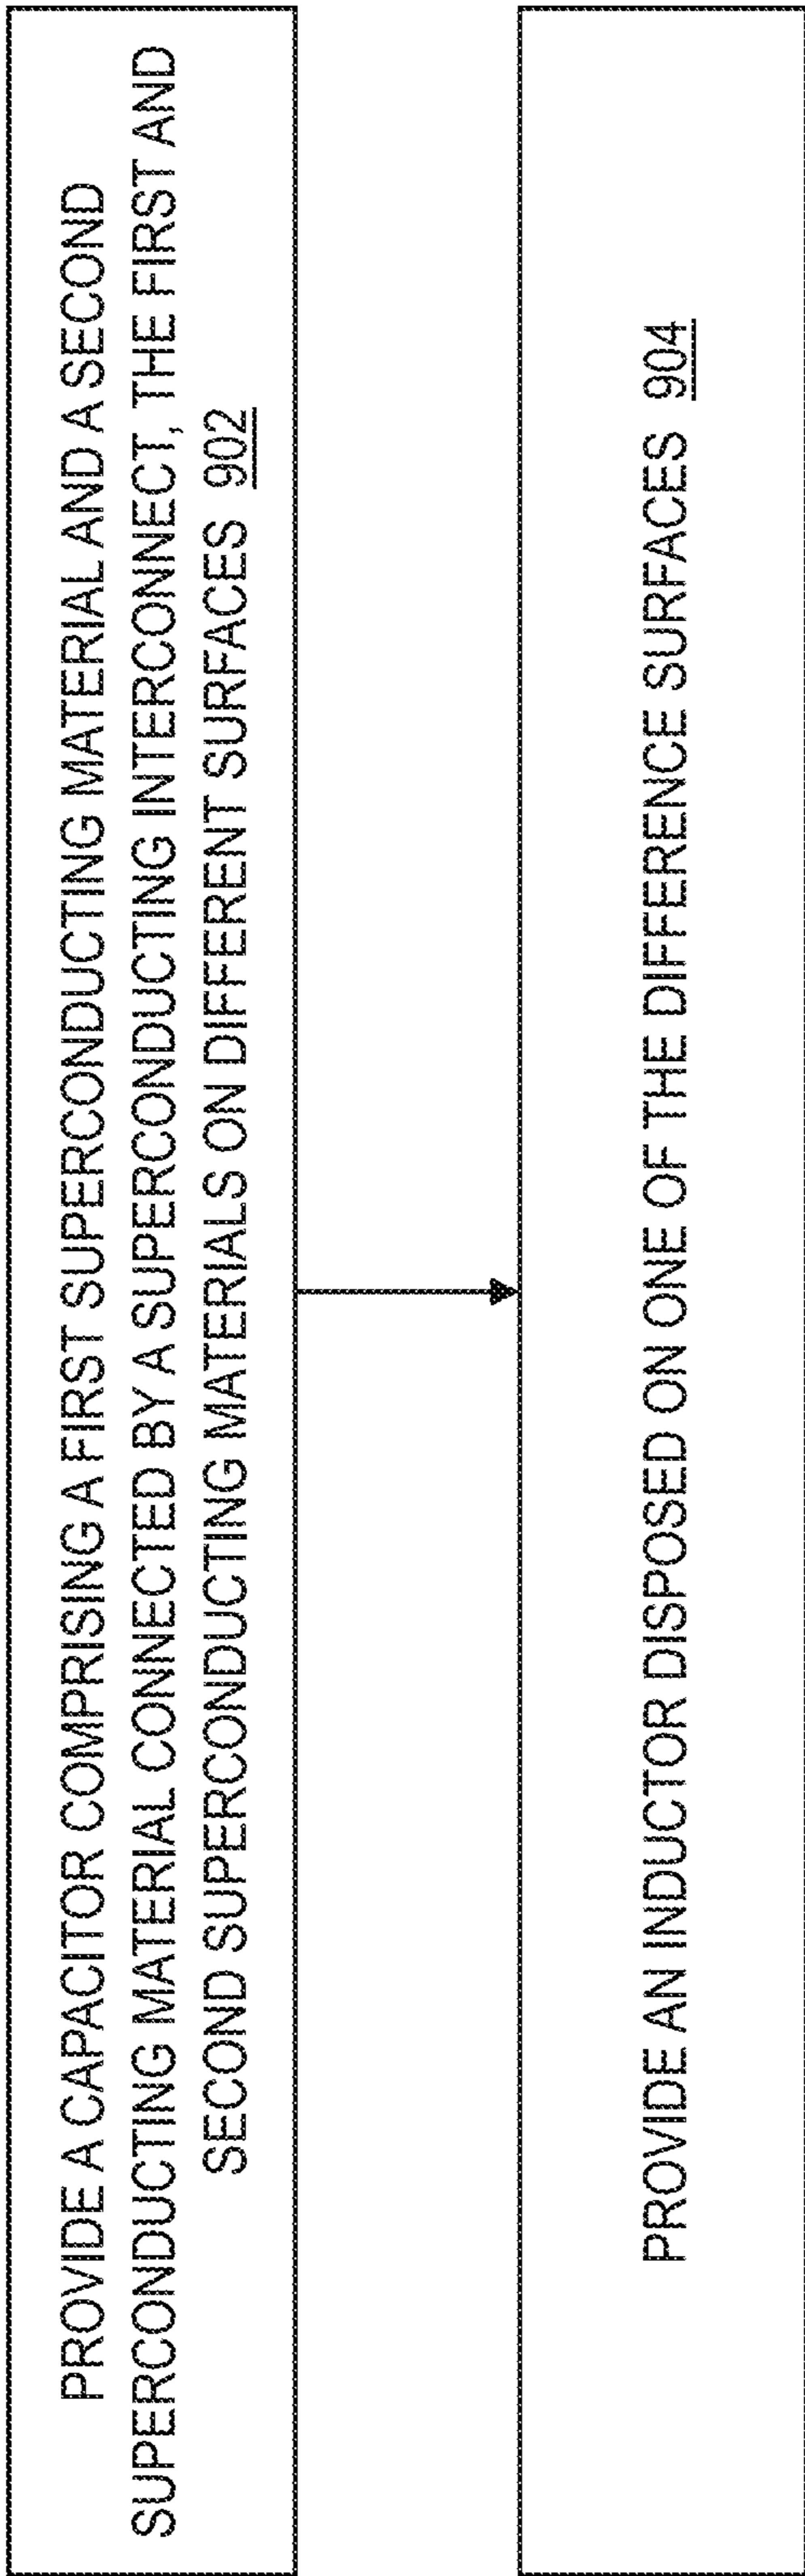 PROVIDE A CAPACITOR COMPRISING A FIRST SUPERCONDUCTING MATERIAL AND A SECOND
SUPERCONDUCTING MATERIAL CONNECTED BY A SUPERCONDUCTING INTERCONNECT, THE FIRST AND
SECOND SUPERCONDUCTING MATERIALS ON DIFFERENT SURFACES 902
PROVIDE AN INDUCTOR DISPOSED ON ONE OF THE DIFFERENCE SURFACES 904